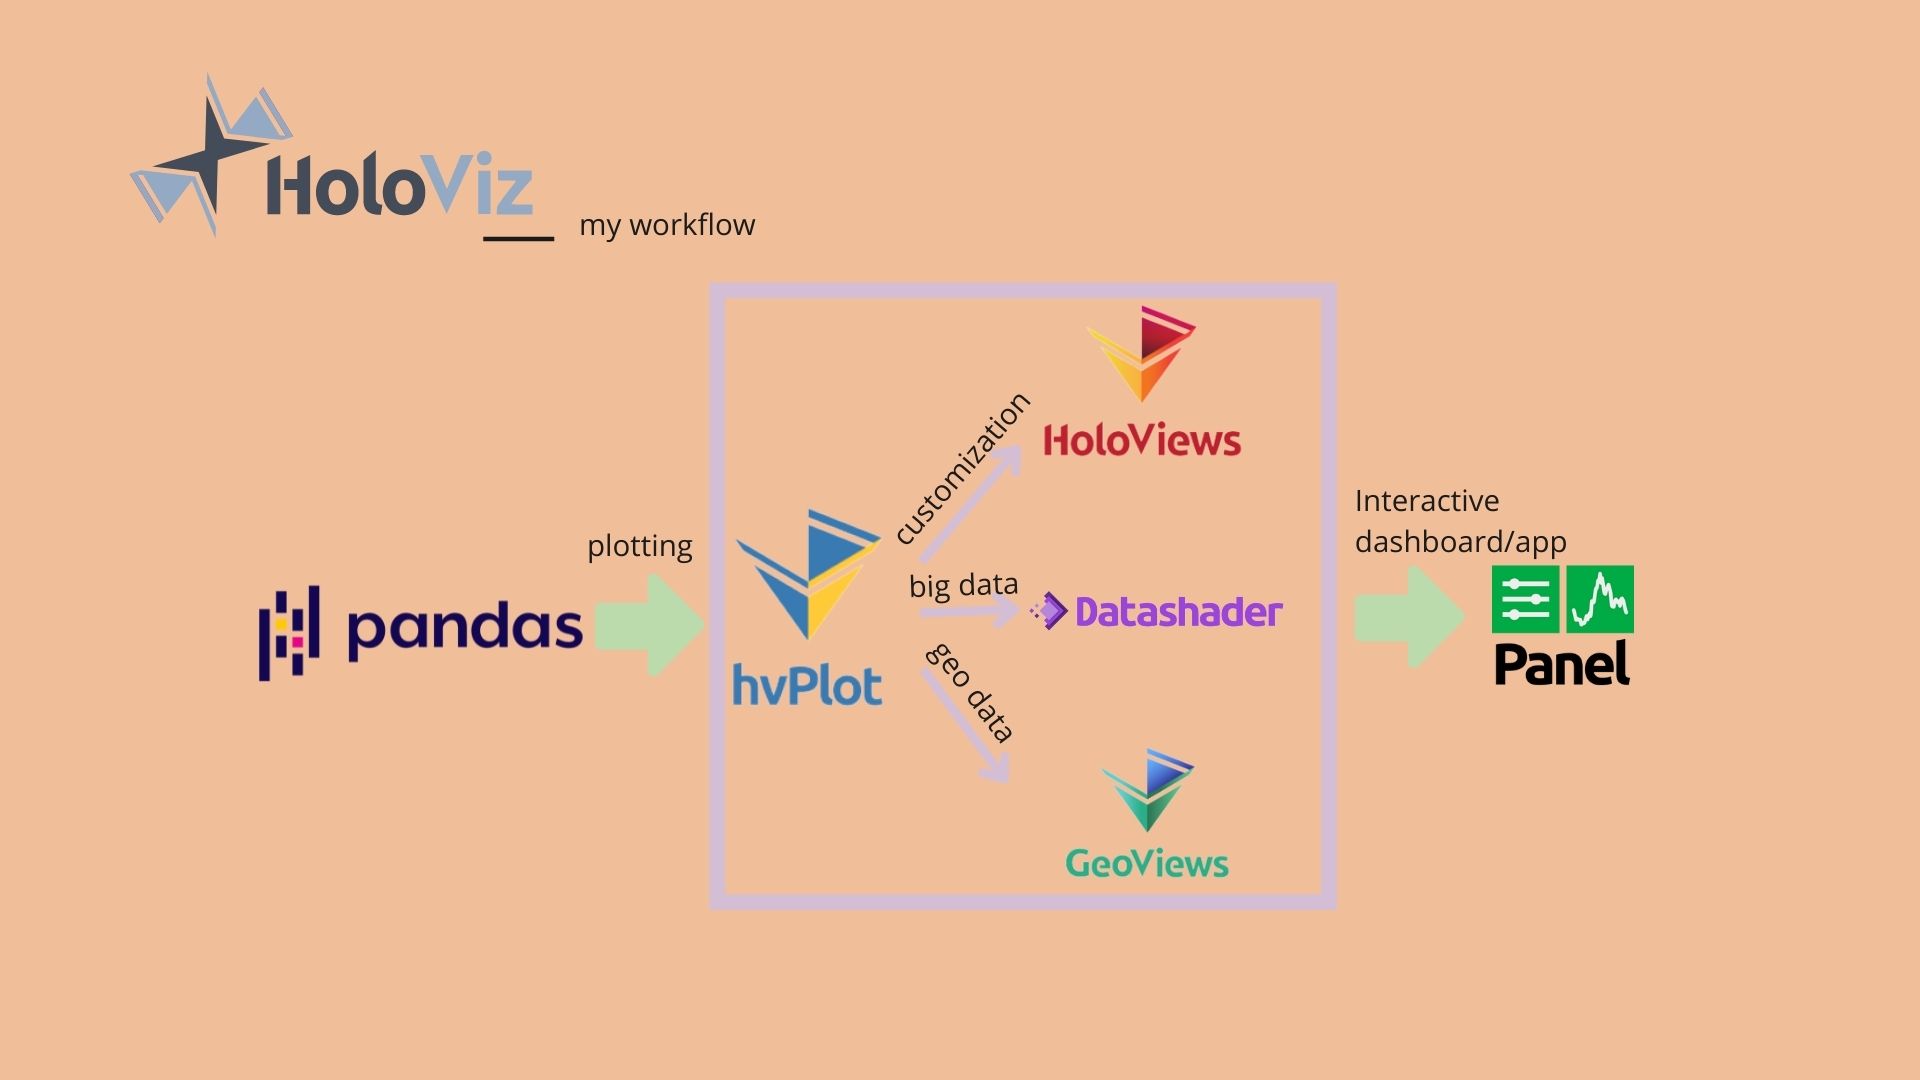 HoloViz
my workflow
pandas
plotting
hvPlot
customization
HoloViews
big data
Datashader
geo data
GeoViews
Interactive
dashboard/app
Panel